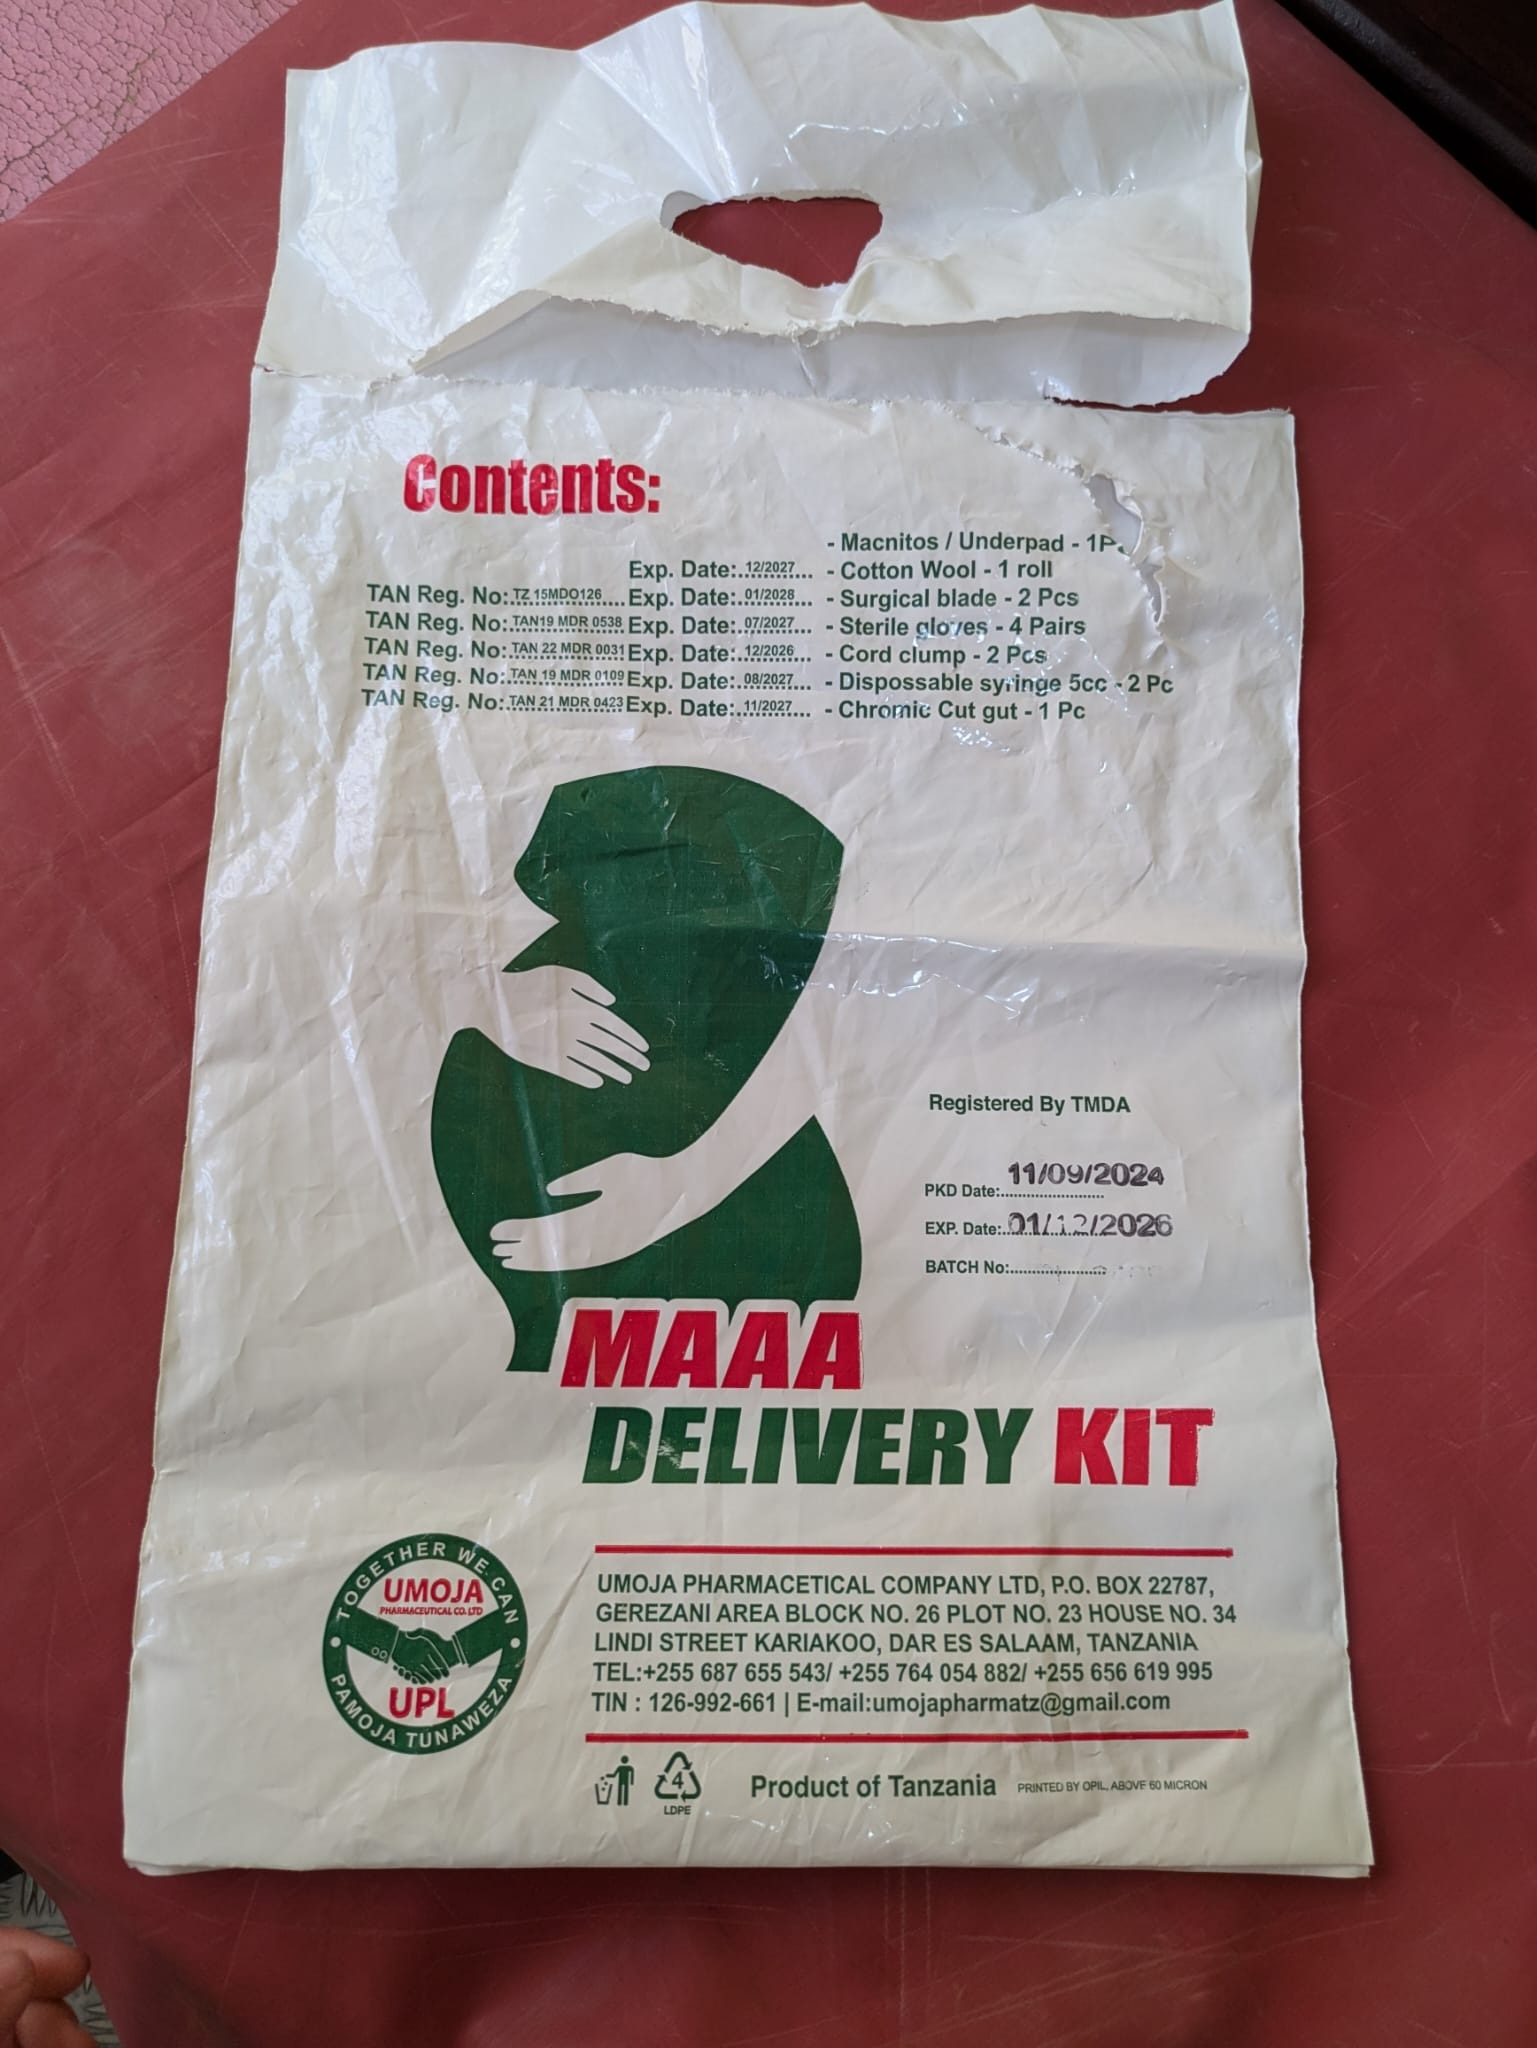 Contents:
- Macnitos / Underpad - 1P
Exp. Date:..12/2027.... - Cotton Wool - 1 roll
TAN Reg. No: TZ 15MDO126 .... Exp. Date:..01/2028.... - Surgical blade - 2 Pcs
TAN Reg. No: TAN19 MDR 0538 Exp. Date:..07/2027.... - Sterile gloves - 4 Pairs
TAN Reg. No: TAN 22 MDR 0031 Exp. Date:..12/2026.... - Cord clump - 2 Pcs
TAN Reg. No: TAN 19 MDR 0109 Exp. Date:..08/2027.... - Dispossable syringe 5cc - 2 Pc
TAN Reg. No: TAN 21 MDR 0423 Exp. Date:..11/2027.... - Chromic Cut gut - 1 Pc
Registered By TMDA
PKD Date: 11/09/2024
EXP. Date: 01/12/2026
BATCH No:
MAAA
DELIVERY KIT
TOGETHER WE CAN
UMOJA
PHARMACEUTICAL CO. LTD
UPL
PAMOJA TUNAWEZA
UMOJA PHARMACETICAL COMPANY LTD, P.O. BOX 22787,
GEREZANI AREA BLOCK NO. 26 PLOT NO. 23 HOUSE NO. 34
LINDI STREET KARIAKOO, DAR ES SALAAM, TANZANIA
TEL:+255 687 655 543/ +255 764 054 882/ +255 656 619 995
TIN : 126-992-661 | E-mail:umojapharmatz@gmail.com
4
LDPE
Product of Tanzania
PRINTED BY OPIL, ABOVE 60 MICRON